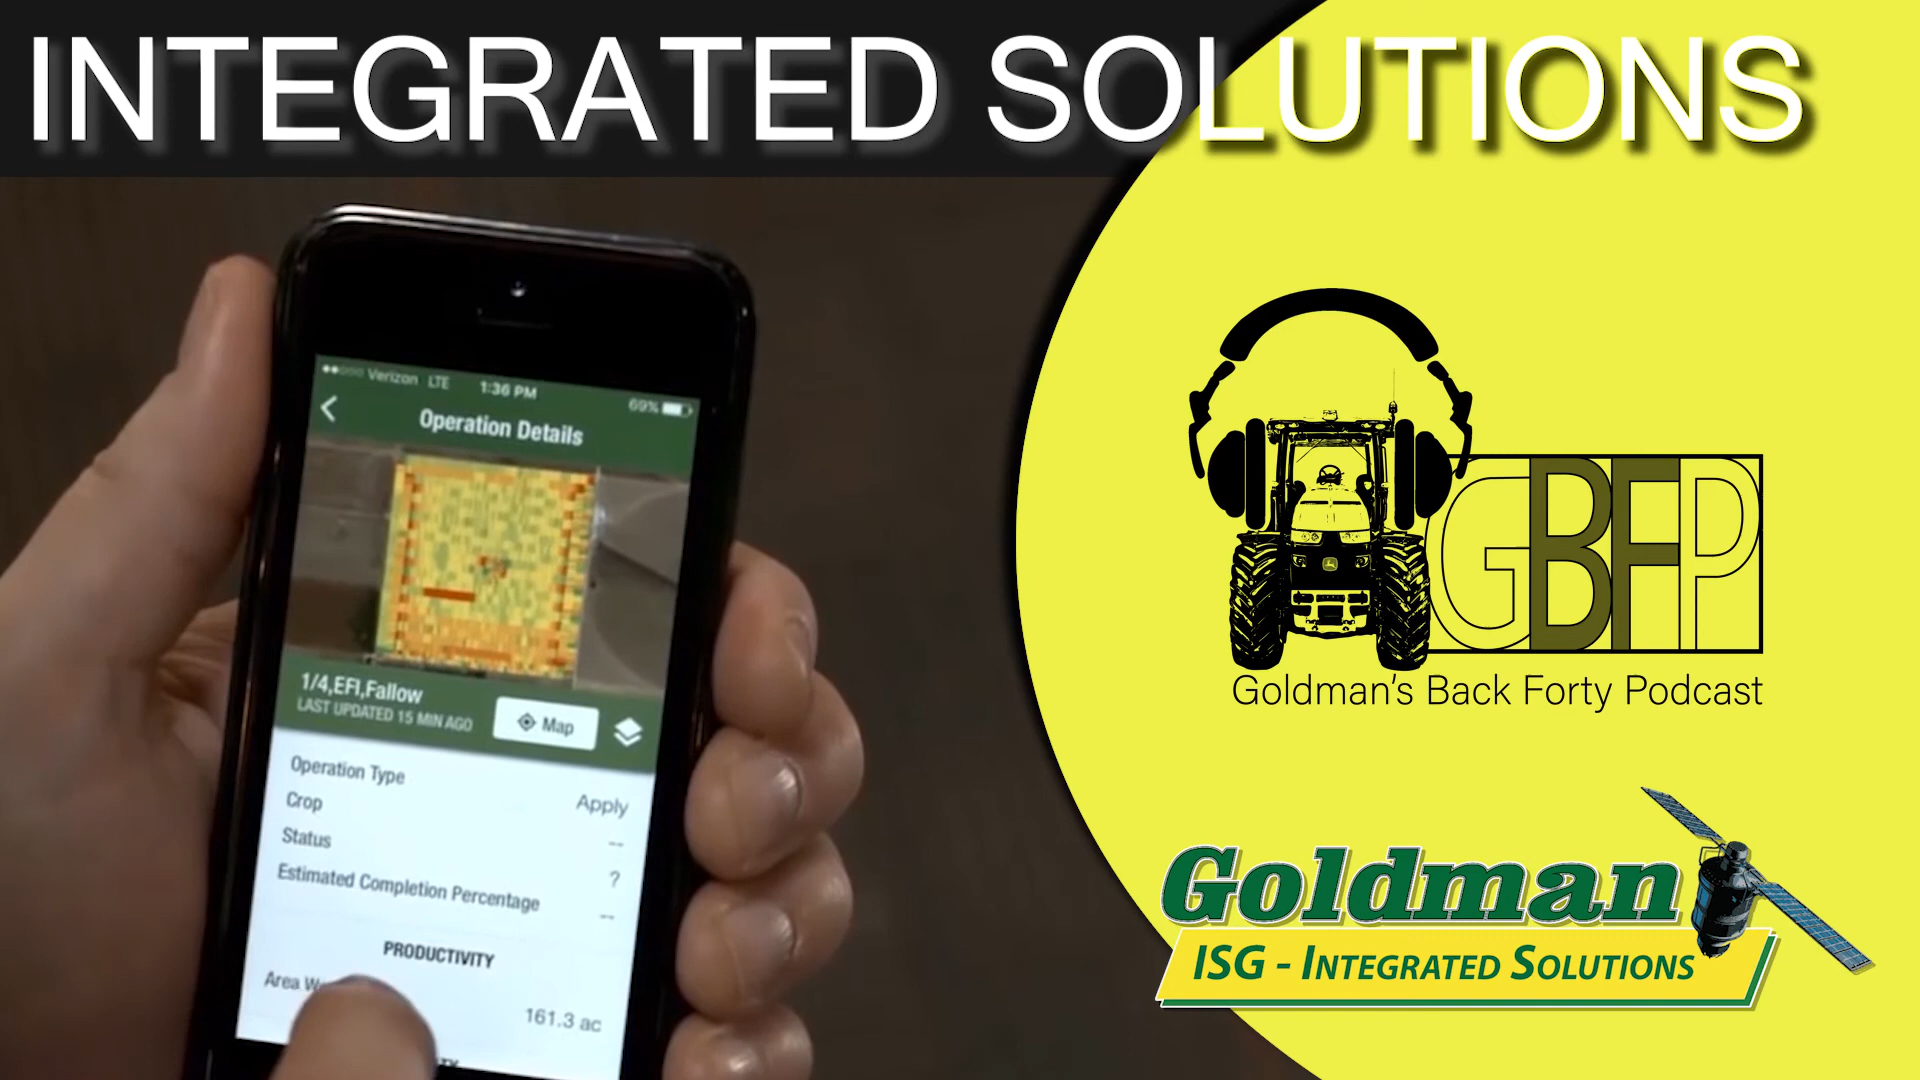 INTEGRATED SOLUTIONS
Verizon LTE 1:36 PM 69%
Operation Details
1/4,EFI,Fallow
LAST UPDATED 15 MIN AGO
Map
Operation Type
Apply
Crop
--
Status
?
Estimated Completion Percentage
--
PRODUCTIVITY
Area
161.3 ac
GBFP
Goldman's Back Forty Podcast
Goldman
ISG - INTEGRATED SOLUTIONS